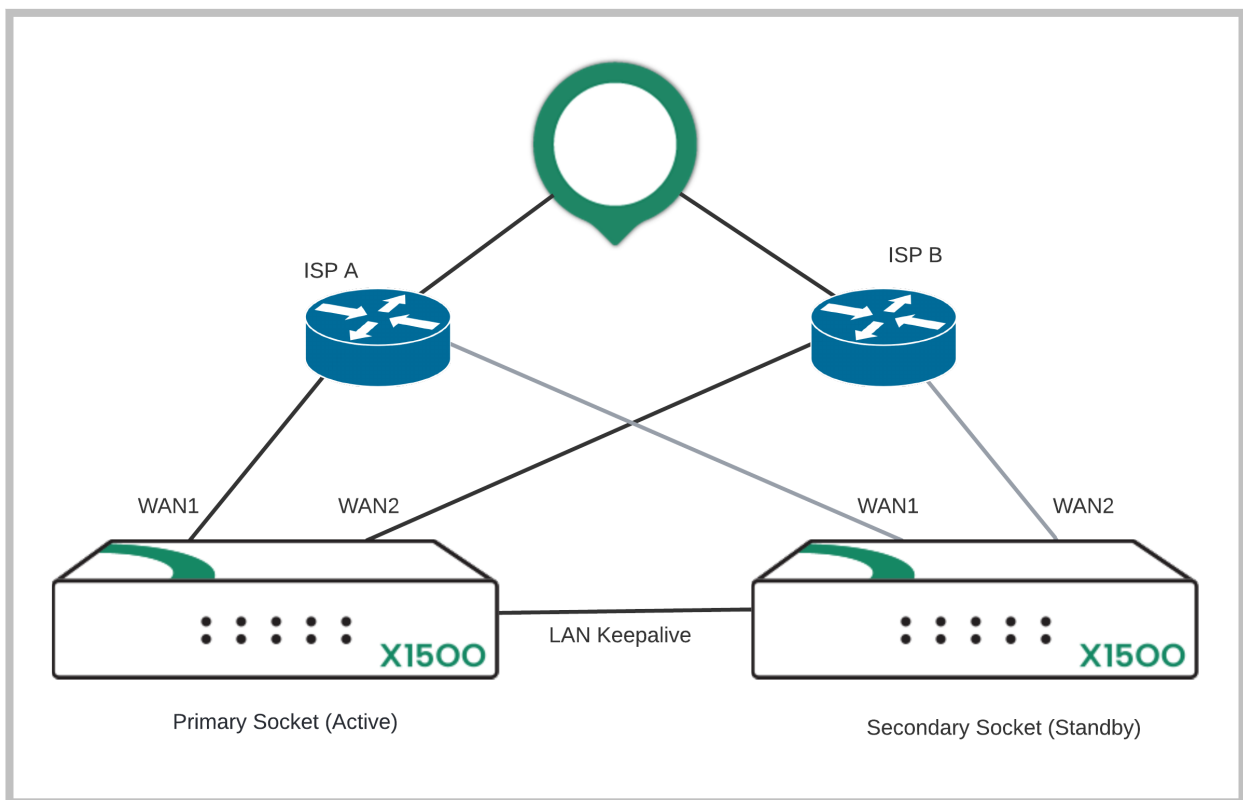 ISP A
ISP B
WAN1
WAN2
WAN1
WAN2
X1500
LAN Keepalive
X1500
Primary Socket (Active)
Secondary Socket (Standby)